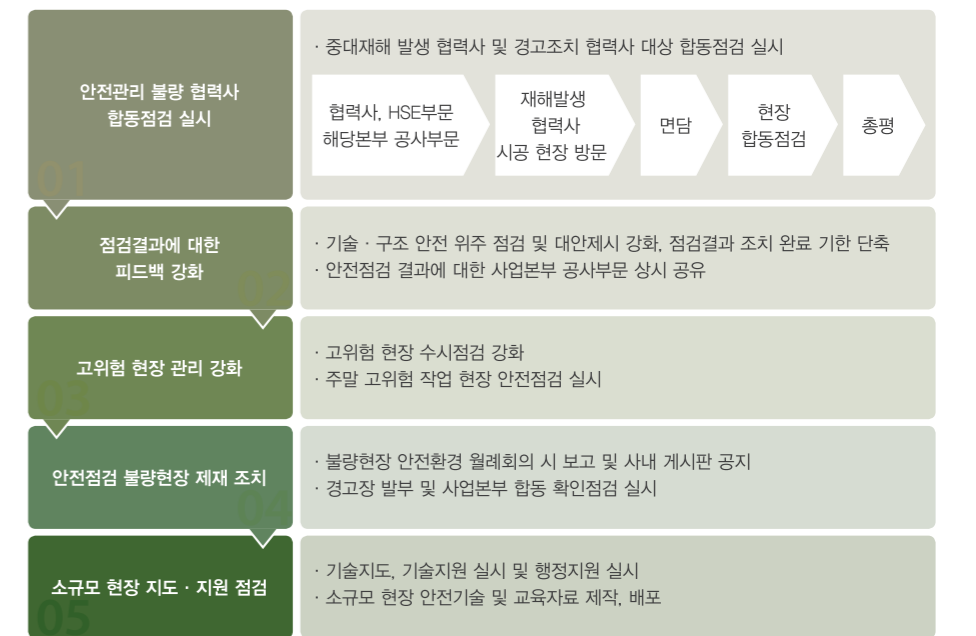 안전관리 불량 협력사
합동점검 실시
01
· 중대재해 발생 협력사 및 경고조치 협력사 대상 합동점검 실시
협력사, HSE부문
해당본부 공사부문
재해발생
협력사
시공 현장 방문
면담
현장
합동점검
총평
점검결과에 대한
피드백 강화
02
· 기술 · 구조 안전 위주 점검 및 대안제시 강화, 점검결과 조치 완료 기한 단축
· 안전점검 결과에 대한 사업본부 공사부문 상시 공유
고위험 현장 관리 강화
03
· 고위험 현장 수시점검 강화
· 주말 고위험 작업 현장 안전점검 실시
안전점검 불량현장 제재 조치
04
· 불량현장 안전환경 월례회의 시 보고 및 사내 게시판 공지
· 경고장 발부 및 사업본부 합동 확인점검 실시
소규모 현장 지도 · 지원 점검
05
· 기술지도, 기술지원 실시 및 행정지원 실시
· 소규모 현장 안전기술 및 교육자료 제작, 배포